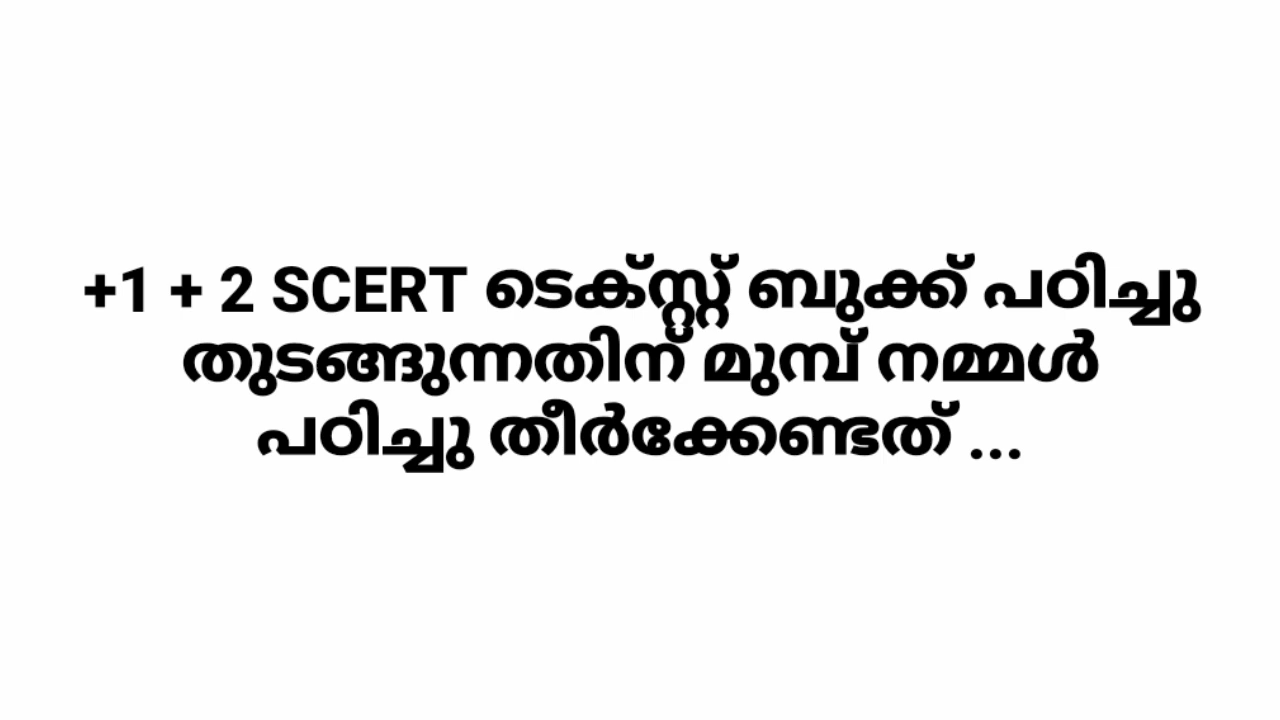 +1 + 2 SCERT ടെക്സ്റ്റ് ബുക്ക് പഠിച്ചു
തുടങ്ങുന്നതിന് മുമ്പ് നമ്മൾ
പഠിച്ചു തീർക്കേണ്ടത് ...